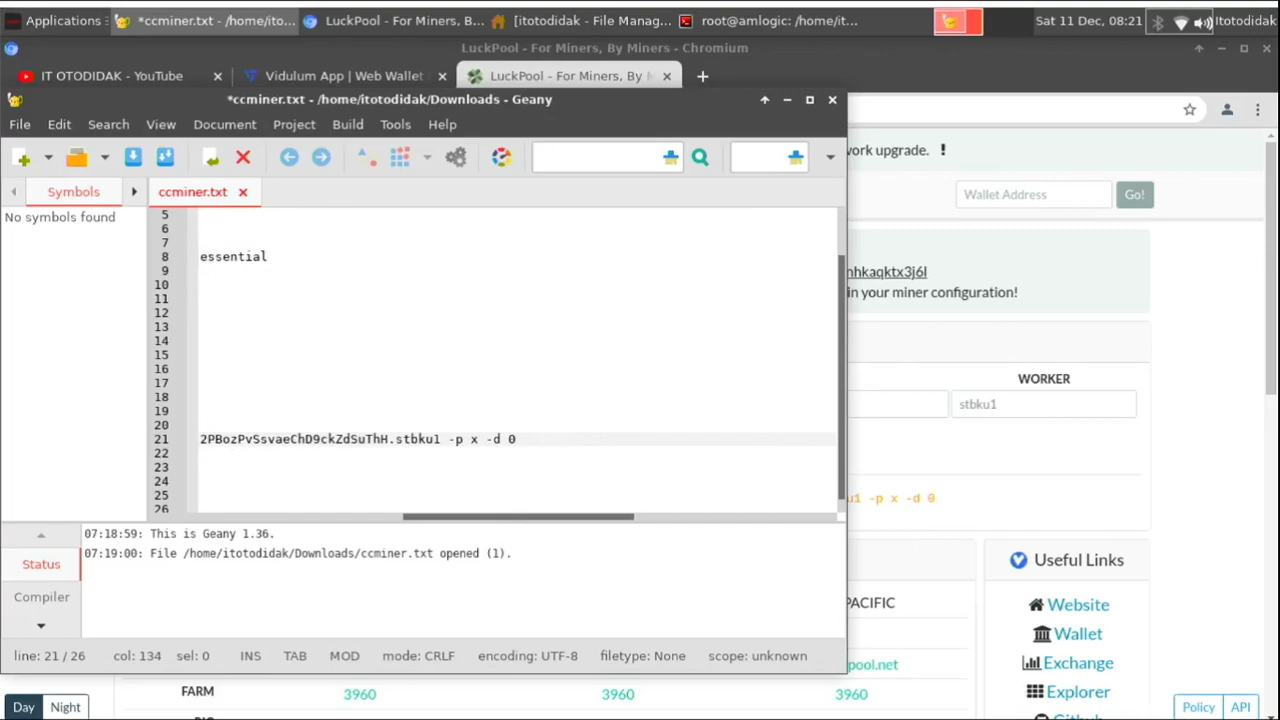 Applications
*ccminer.txt - /home/ito...
LuckPool - For Miners, B...
[itotodidak - File Manag...
root@amlogic: /home/it...
Sat 11 Dec, 08:21
Itotodidak
LuckPool - For Miners, By Miners - Chromium
IT OTODIDAK - YouTube
Vidulum App | Web Wallet
LuckPool - For Miners, By M
*ccminer.txt - /home/itotodidak/Downloads - Geany
File Edit Search View Document Project Build Tools Help
work upgrade. !
Symbols
ccminer.txt
Wallet Address
Go!
No symbols found
5
6
7
8 essential
9
10
11
12
13
14
15
16
17
18
19
20
21 2PBozPvSsvaeChD9ckZdSuThH.stbku1 -p x -d 0
22
23
24
25
26
nhkaqktx3j6l
in your miner configuration!
WORKER
stbku1
u1 -p x -d 0
07:18:59: This is Geany 1.36.
07:19:00: File /home/itotodidak/Downloads/ccminer.txt opened (1).
Status
Compiler
line: 21 / 26 col: 134 sel: 0 INS TAB MOD mode: CRLF encoding: UTF-8 filetype: None scope: unknown
PACIFIC
pool.net
FARM 3960 3960 3960
Useful Links
Website
Wallet
Exchange
Explorer
Github
Day Night
Policy API